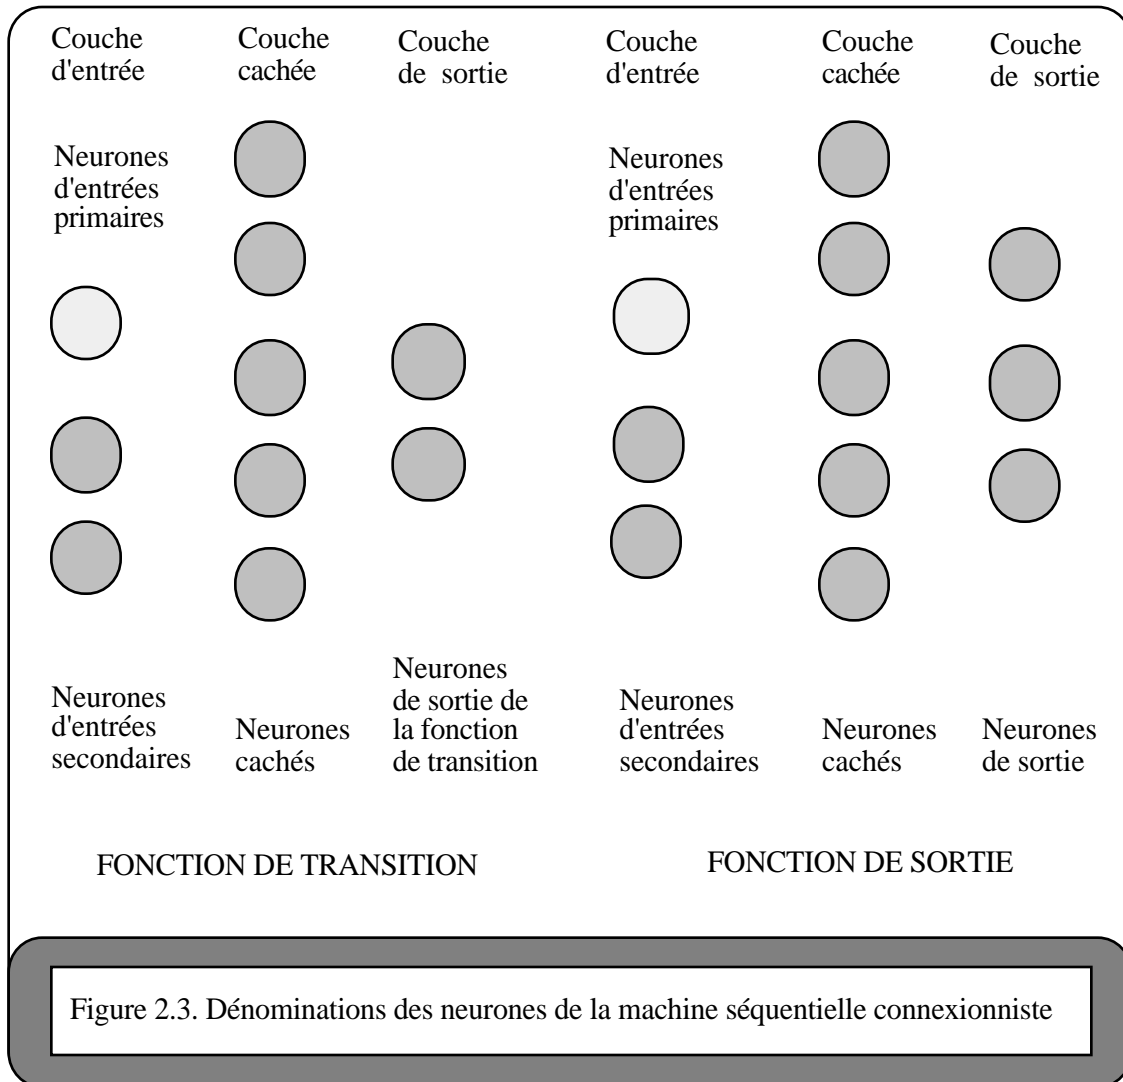 Couche
d'entrée
Couche
cachée
Couche
de sortie
Couche
d'entrée
Couche
cachée
Couche
de sortie
Neurones
d'entrées
primaires
Neurones
d'entrées
primaires
Neurones
d'entrées
secondaires
Neurones
cachés
Neurones
de sortie de
la fonction
de transition
Neurones
d'entrées
secondaires
Neurones
cachés
Neurones
de sortie
FONCTION DE TRANSITION
FONCTION DE SORTIE
Figure 2.3. Dénominations des neurones de la machine séquentielle connexionniste